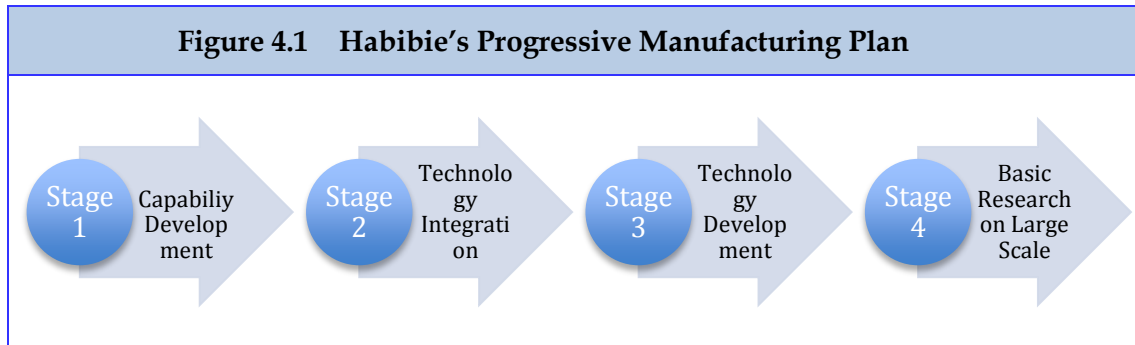 Figure 4.1 Habibie's Progressive Manufacturing Plan
Stage
1
Capabiliy
Develop
ment
Stage
2
Technolo
gy
Integrati
on
Stage
3
Technolo
gy
Develop
ment
Stage
4
Basic
Research
on Large
Scale